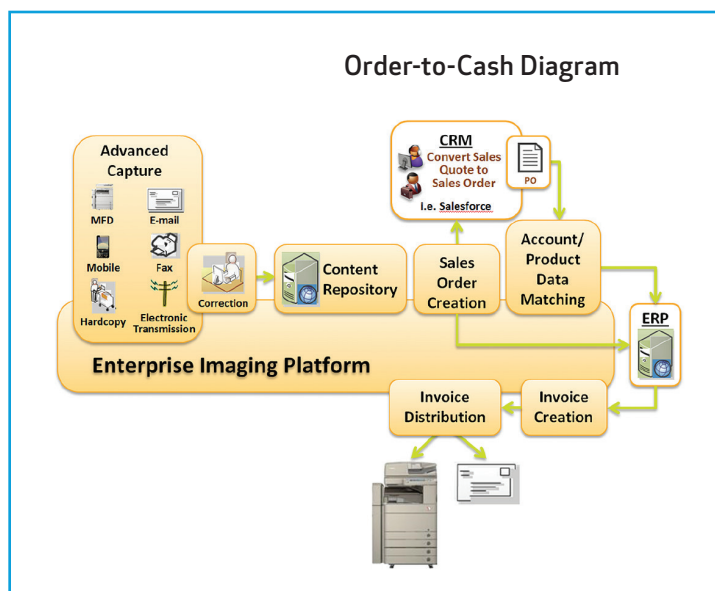 Order-to-Cash Diagram
Advanced
Capture
MFD
E-mail
Mobile
Fax
Hardcopy
Electronic
Transmission
Correction
Content
Repository
CRM
Convert Sales
Quote to
Sales Order
i.e. Salesforce
PO
Sales
Order
Creation
Account/
Product
Data
Matching
ERP
Enterprise Imaging Platform
Invoice
Distribution
Invoice
Creation